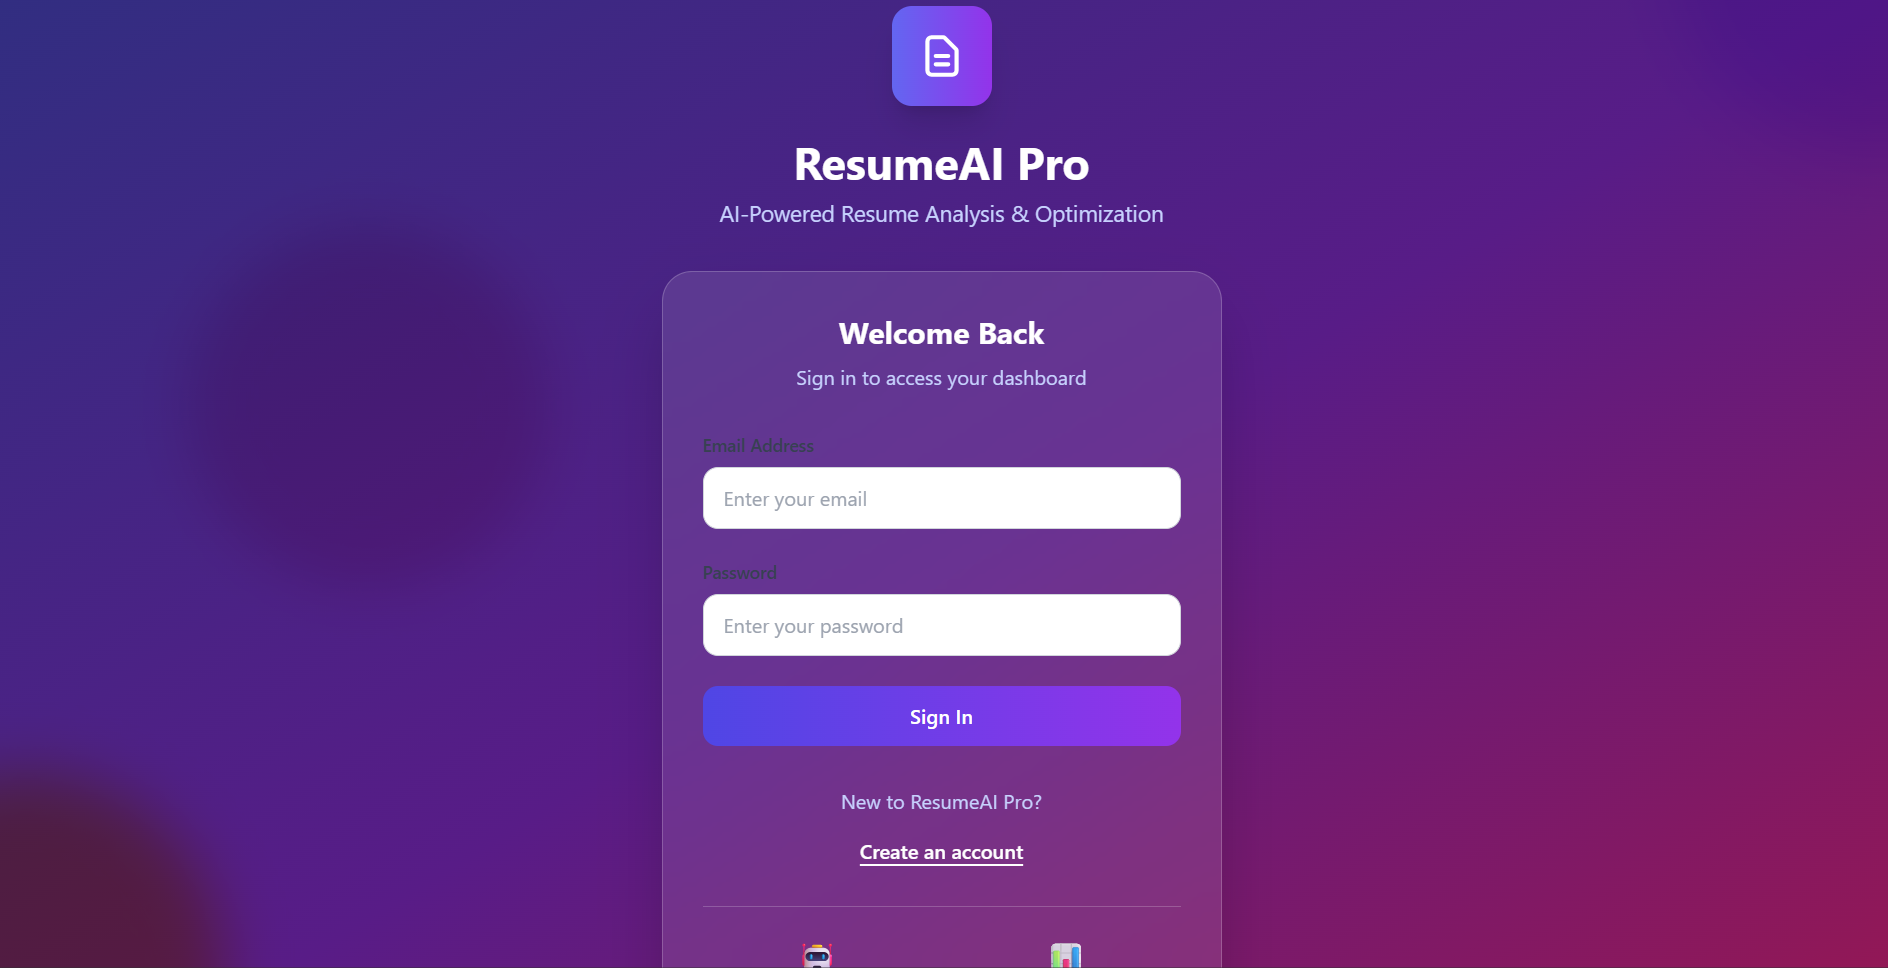 ResumeAI Pro
AI-Powered Resume Analysis & Optimization
Welcome Back
Sign in to access your dashboard
Email Address
Enter your email
Password
Enter your password
Sign In
New to ResumeAI Pro?
Create an account